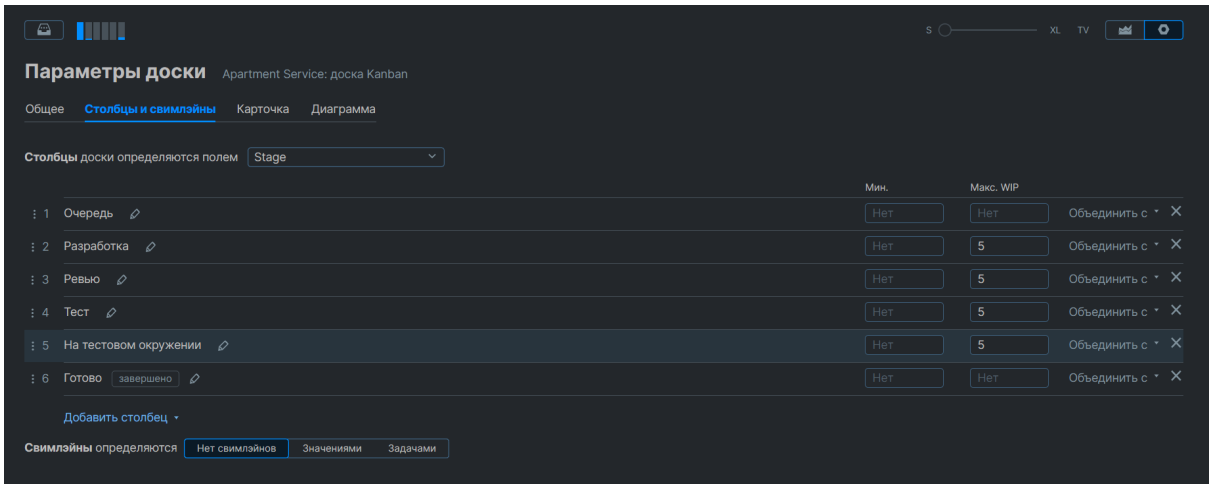 S XL TV
Параметры доски Apartment Service: доска Kanban
Общее Столбцы и свимлэйны Карточка Диаграмма
Столбцы доски определяются полем Stage
Мин. Макс. WIP
1 Очередь Нет Нет Объединить с
2 Разработка Нет 5 Объединить с
3 Ревью Нет 5 Объединить с
4 Тест Нет 5 Объединить с
5 На тестовом окружении Нет 5 Объединить с
6 Готово завершено Нет Нет Объединить с
Добавить столбец
Свимлэйны определяются Нет свимлэйнов Значениями Задачами